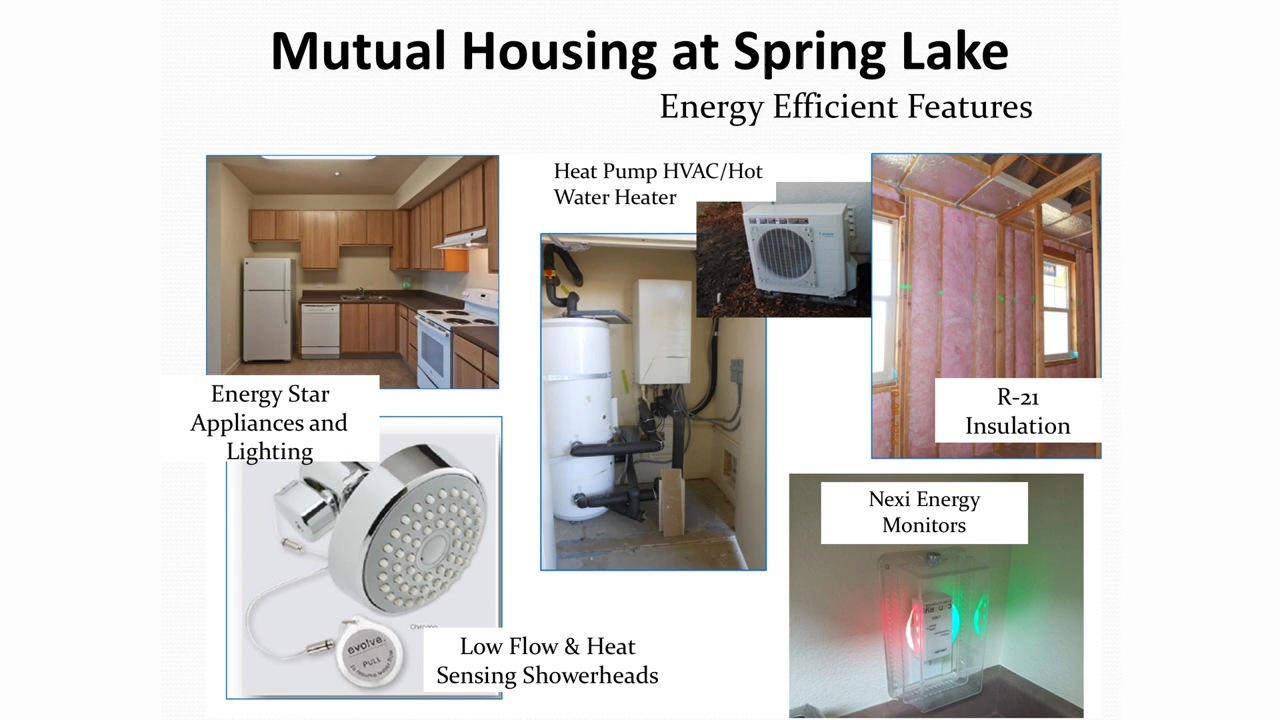 Mutual Housing at Spring Lake
Energy Efficient Features
Heat Pump HVAC/Hot
Water Heater
Energy Star
Appliances and
Lighting
R-21
Insulation
Nexi Energy
Monitors
evolve.
PULL
Low Flow & Heat
Sensing Showerheads